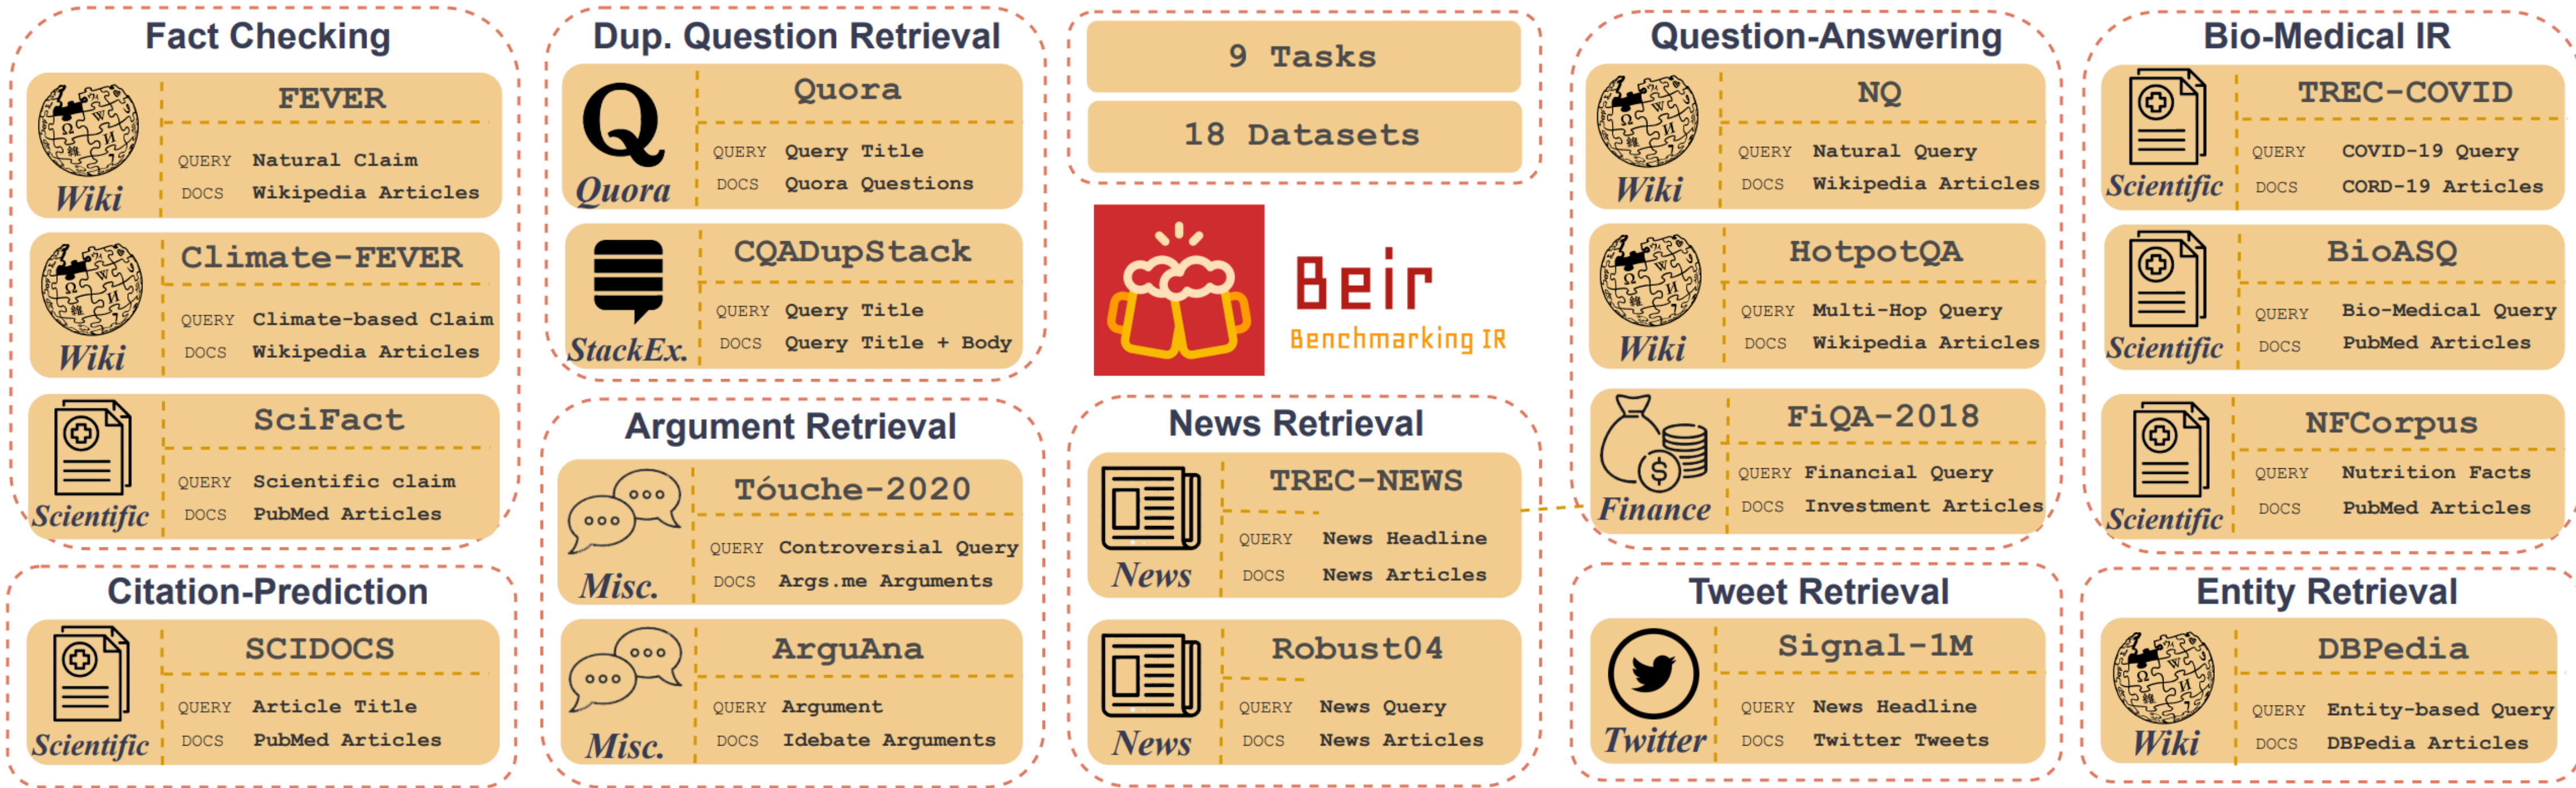 Fact Checking
FEVER
QUERY Natural Claim
DOCS Wikipedia Articles
Wiki
Climate-FEVER
QUERY Climate-based Claim
DOCS Wikipedia Articles
Wiki
SciFact
QUERY Scientific claim
DOCS PubMed Articles
Scientific
Citation-Prediction
SCIDOCS
QUERY Article Title
DOCS PubMed Articles
Scientific
Dup. Question Retrieval
Quora
QUERY Query Title
DOCS Quora Questions
Q
Quora
CQADupStack
QUERY Query Title
DOCS Query Title + Body
StackEx.
Argument Retrieval
Tóuche-2020
QUERY Controversial Query
DOCS Args.me Arguments
Misc.
ArguAna
QUERY Argument
DOCS Idebate Arguments
Misc.
9 Tasks
18 Datasets
Beir
Benchmarking IR
News Retrieval
TREC-NEWS
QUERY News Headline
DOCS News Articles
News
Robust04
QUERY News Query
DOCS News Articles
News
Question-Answering
NQ
QUERY Natural Query
DOCS Wikipedia Articles
Wiki
HotpotQA
QUERY Multi-Hop Query
DOCS Wikipedia Articles
Wiki
FiQA-2018
QUERY Financial Query
DOCS Investment Articles
$
Finance
Tweet Retrieval
Signal-1M
QUERY News Headline
DOCS Twitter Tweets
Twitter
Bio-Medical IR
TREC-COVID
QUERY COVID-19 Query
DOCS CORD-19 Articles
Scientific
BioASQ
QUERY Bio-Medical Query
DOCS PubMed Articles
Scientific
NFCorpus
QUERY Nutrition Facts
DOCS PubMed Articles
Scientific
Entity Retrieval
DBPedia
QUERY Entity-based Query
DOCS DBPedia Articles
Wiki